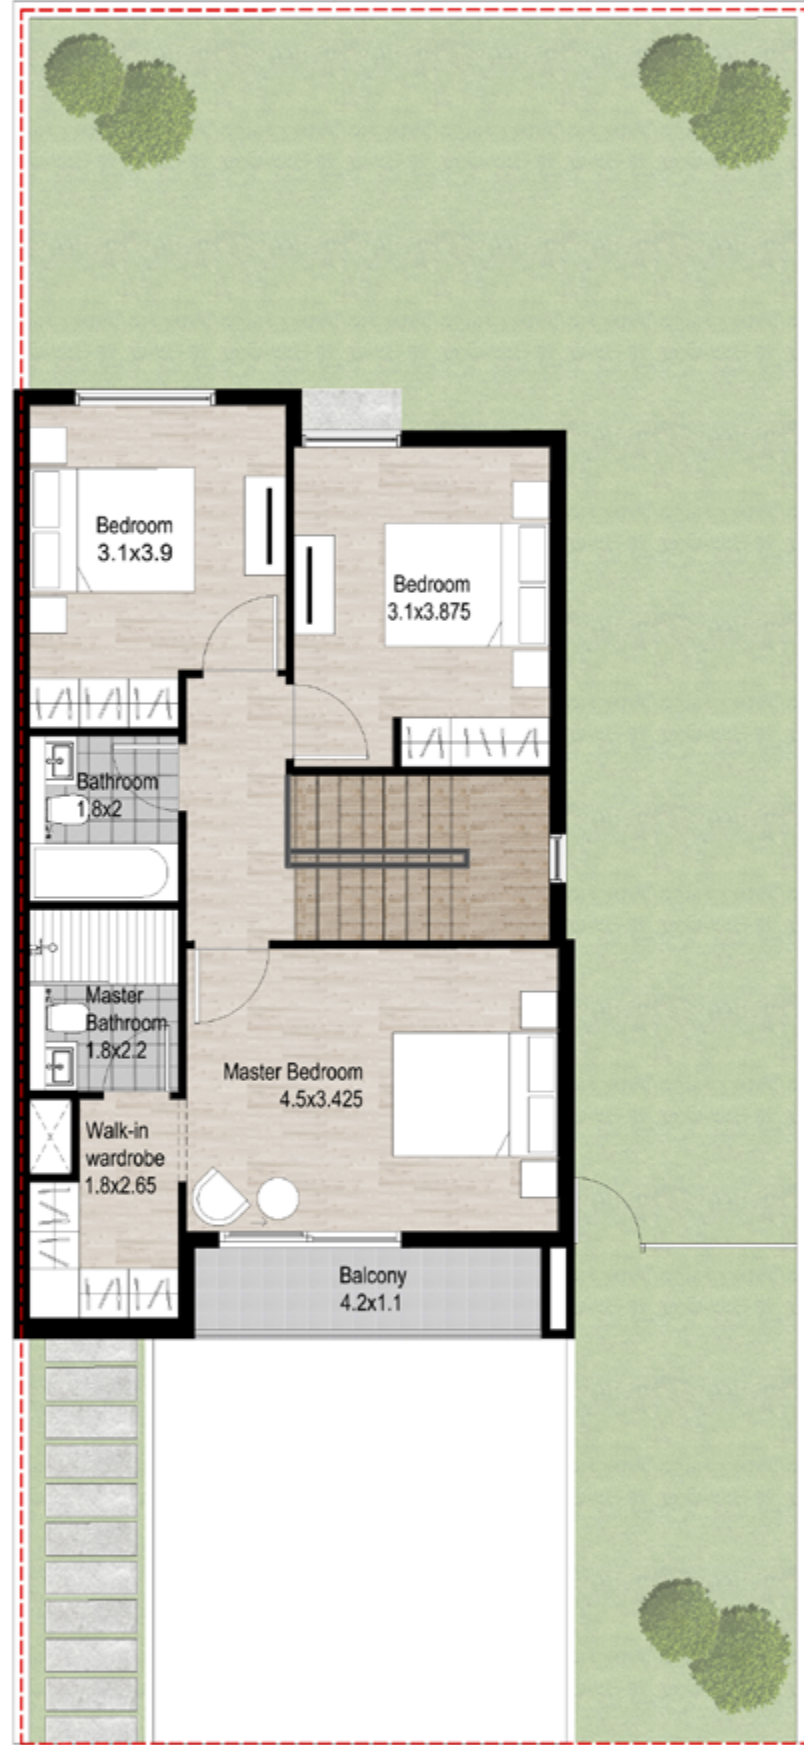 Bedroom
3.1x3.9
Bedroom
3.1x3.875
Bathroom
1.8x2
Master
Bathroom
1.8x2.2
Master Bedroom
4.5x3.425
Walk-in
wardrobe
1.8x2.65
Balcony
4.2x1.1